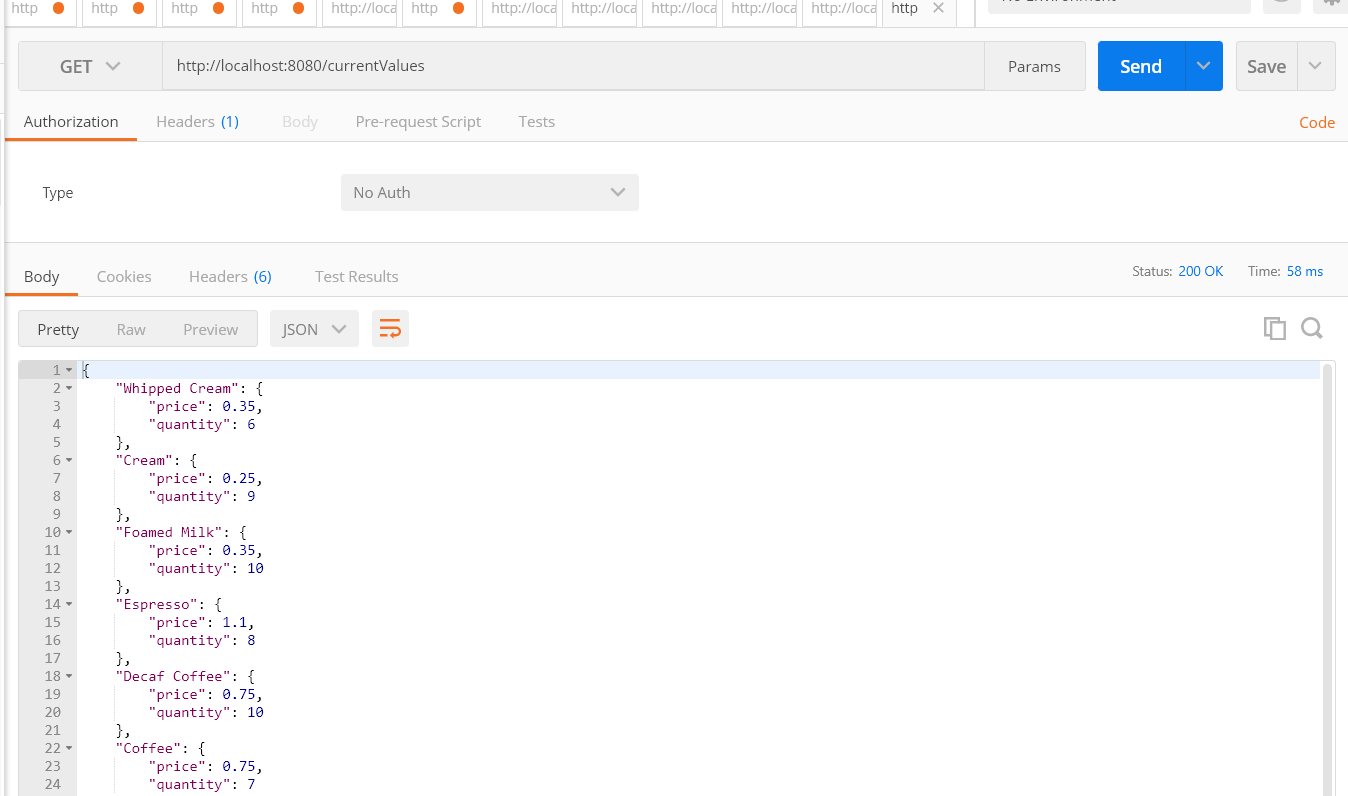 http http http http http://loca http http://loca http://loca http://loca http://loca http://loca http
GET http://localhost:8080/currentValues Params Send Save
Authorization Headers (1) Body Pre-request Script Tests Code
Type No Auth
Body Cookies Headers (6) Test Results Status: 200 OK Time: 58 ms
Pretty Raw Preview JSON
1 {
2 "Whipped Cream": {
3 "price": 0.35,
4 "quantity": 6
5 },
6 "Cream": {
7 "price": 0.25,
8 "quantity": 9
9 },
10 "Foamed Milk": {
11 "price": 0.35,
12 "quantity": 10
13 },
14 "Espresso": {
15 "price": 1.1,
16 "quantity": 8
17 },
18 "Decaf Coffee": {
19 "price": 0.75,
20 "quantity": 10
21 },
22 "Coffee": {
23 "price": 0.75,
24 "quantity": 7